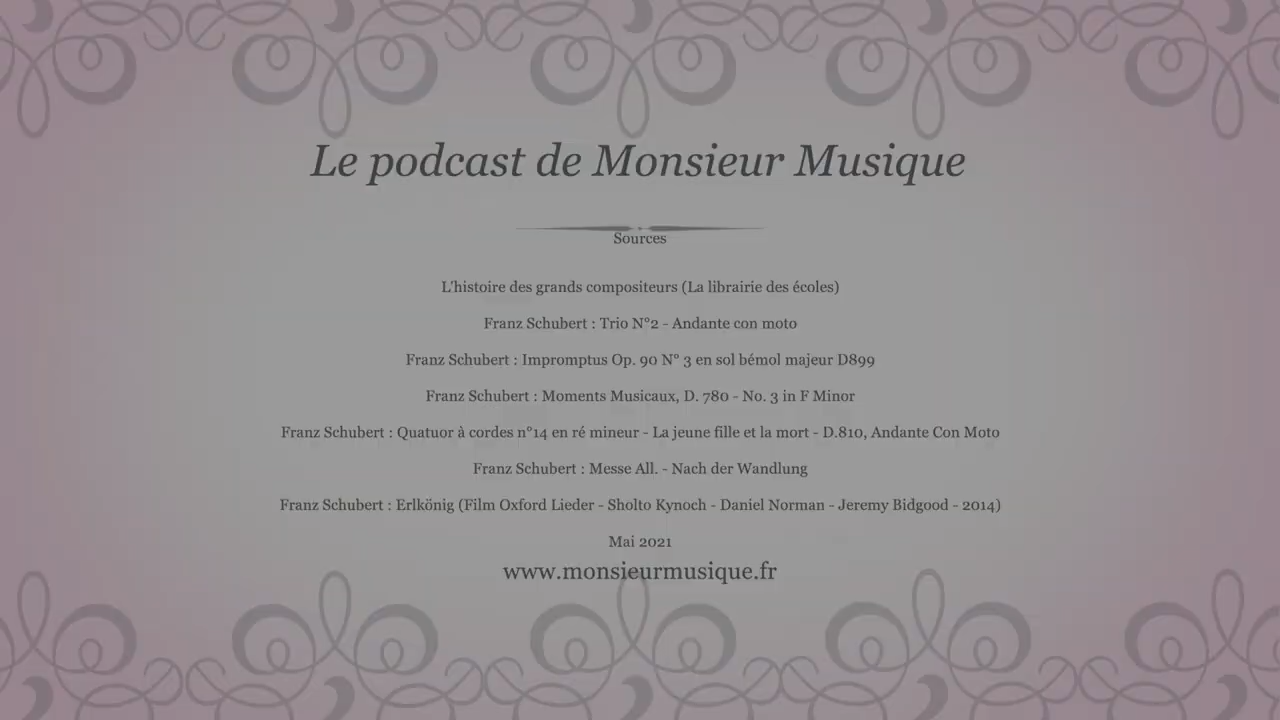 Le podcast de Monsieur Musique
Sources
L'histoire des grands compositeurs (La librairie des écoles)
Franz Schubert : Trio N°2 - Andante con moto
Franz Schubert : Impromptus Op. 90 N° 3 en sol bémol majeur D899
Franz Schubert : Moments Musicaux, D. 780 - No. 3 in F Minor
Franz Schubert : Quatuor à cordes n°14 en ré mineur - La jeune fille et la mort - D.810, Andante Con Moto
Franz Schubert : Messe All. - Nach der Wandlung
Franz Schubert : Erlkönig (Film Oxford Lieder - Sholto Kynoch - Daniel Norman - Jeremy Bidgood - 2014)
Mai 2021
www.monsieurmusique.fr